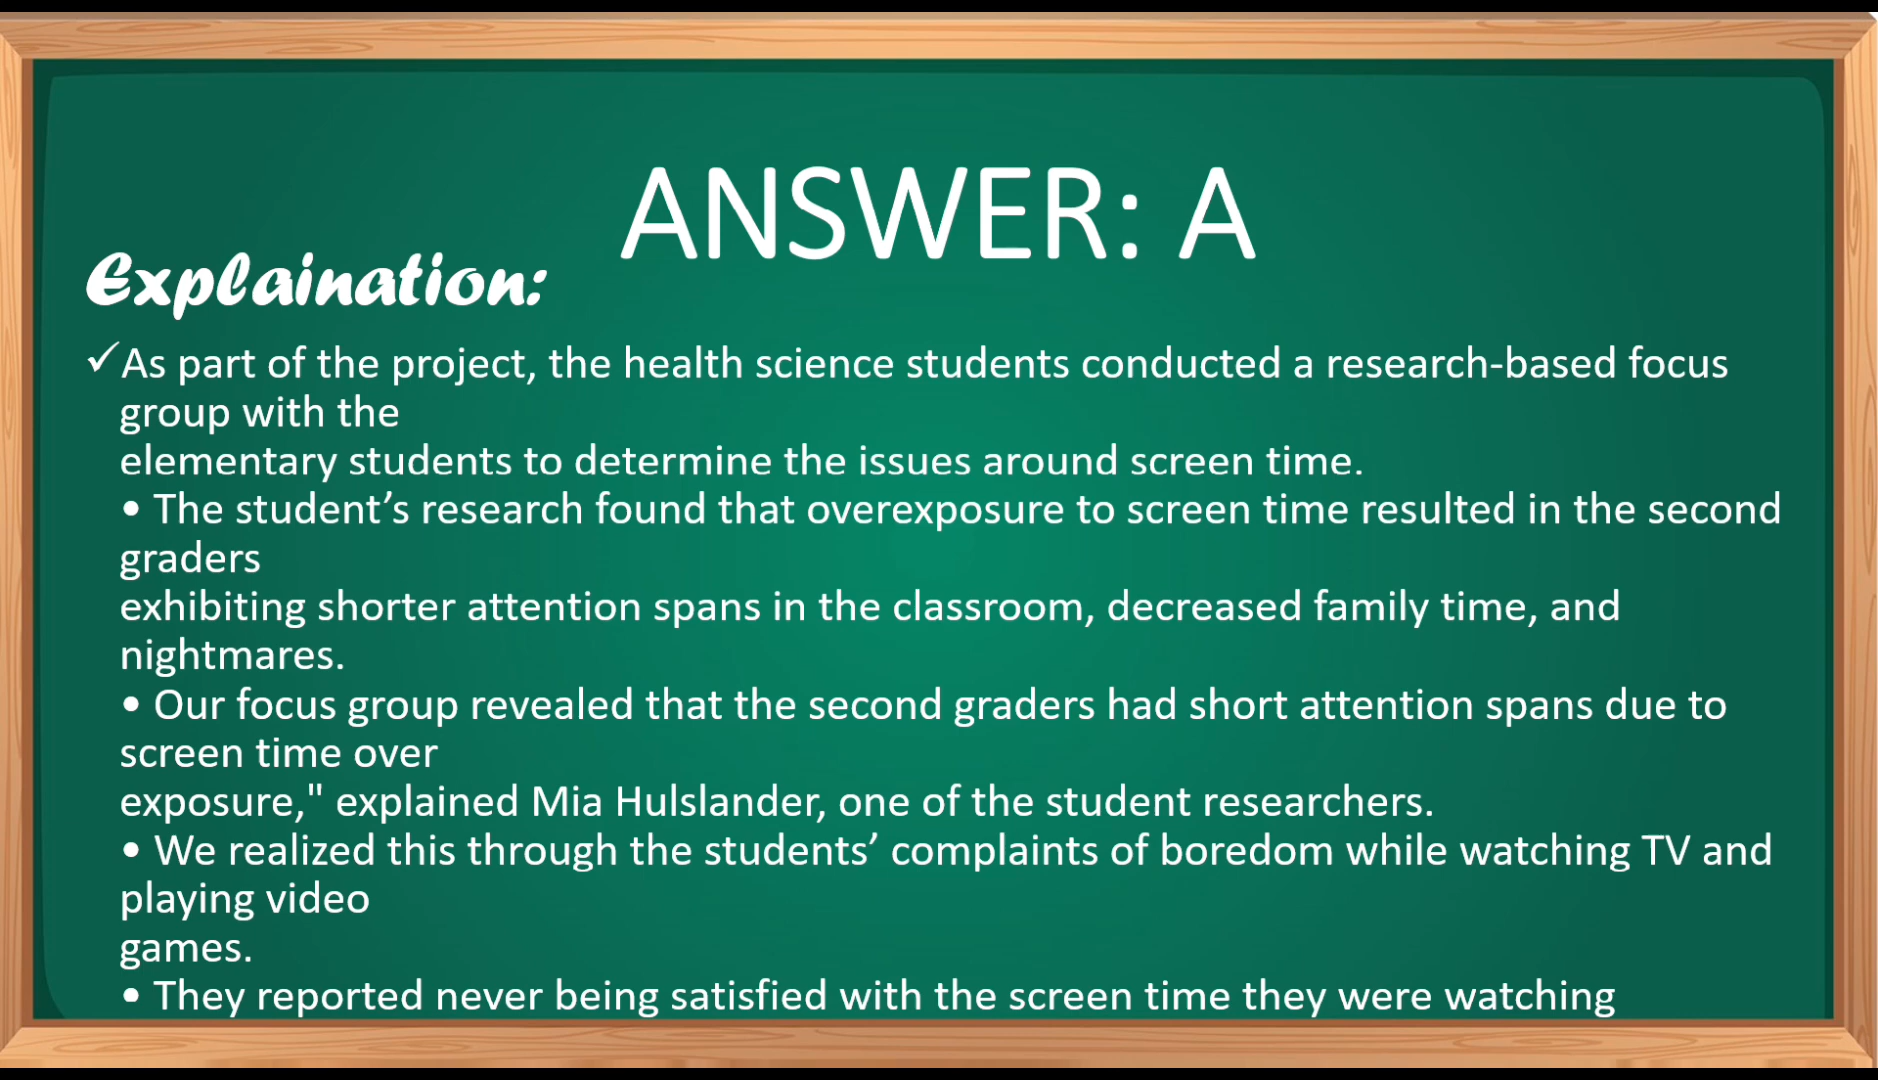 ANSWER: A
Explaination:
✓As part of the project, the health science students conducted a research-based focus
group with the
elementary students to determine the issues around screen time.
• The student’s research found that overexposure to screen time resulted in the second
graders
exhibiting shorter attention spans in the classroom, decreased family time, and
nightmares.
• Our focus group revealed that the second graders had short attention spans due to
screen time over
exposure," explained Mia Hulslander, one of the student researchers.
• We realized this through the students’ complaints of boredom while watching TV and
playing video
games.
• They reported never being satisfied with the screen time they were watching